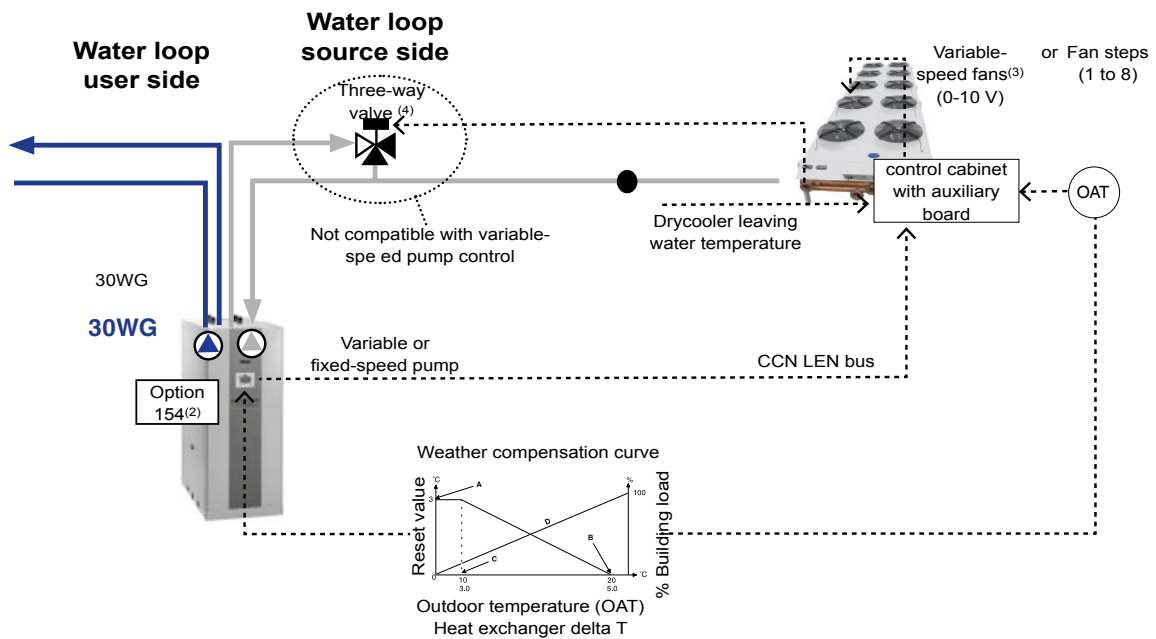 Water loop
user side
Water loop
source side
Three-way
valve (4)
Variable-
speed fans(3)
(0-10 V)
or Fan steps
(1 to 8)
control cabinet
with auxiliary
board
OAT
Drycooler leaving
water temperature
Not compatible with variable-
spe ed pump control
30WG
30WG
Option
154(2)
Variable or
fixed-speed pump
CCN LEN bus
Weather compensation curve
Reset value
°C
A
3
D
B
C
0
10
3.0
20
5.0
°C
%
100
% Building load
Outdoor temperature (OAT)
Heat exchanger delta T